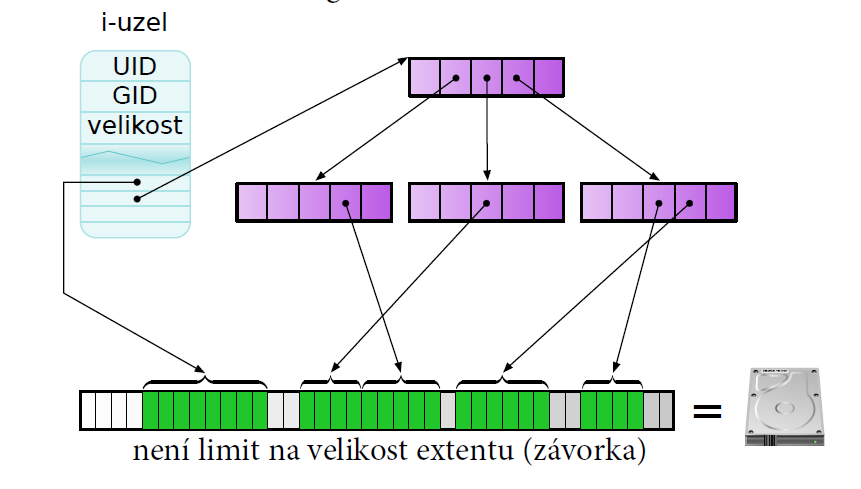 i-uzel
UID
GID
velikost
=
není limit na velikost extentu (závorka)